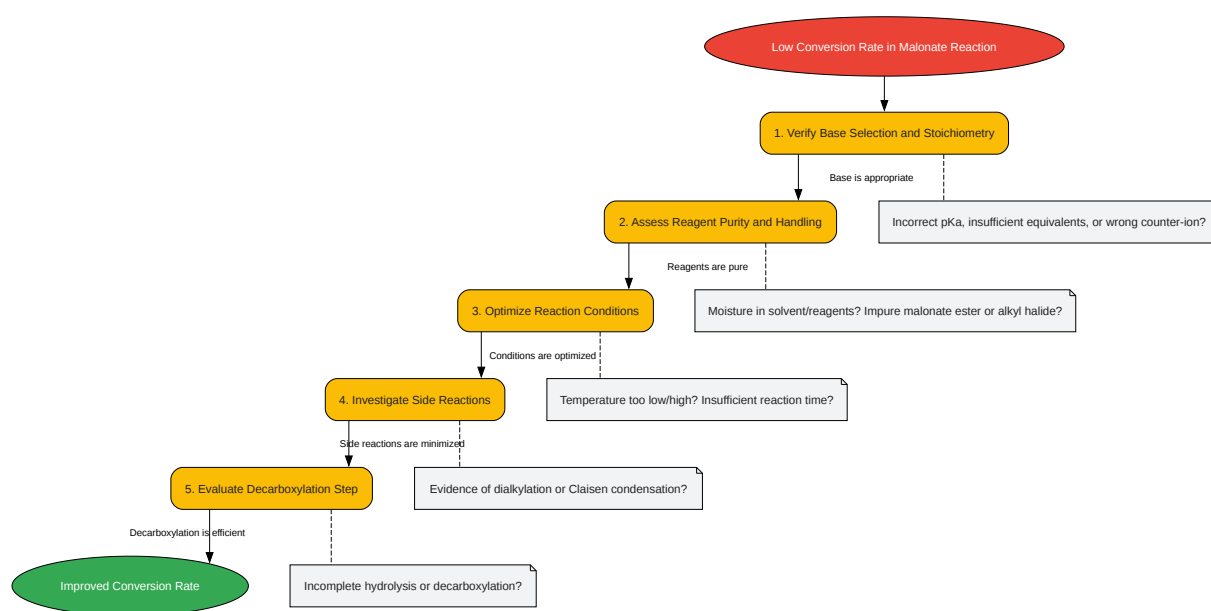 Low Conversion Rate in Malonate Reaction
1. Verify Base Selection and Stoichiometry
Base is appropriate
2. Assess Reagent Purity and Handling
Incorrect pKa, insufficient equivalents, or wrong counter-ion?
Reagents are pure
3. Optimize Reaction Conditions
Moisture in solvent/reagents? Impure malonate ester or alkyl halide?
Conditions are optimized
4. Investigate Side Reactions
Temperature too low/high? Insufficient reaction time?
Side reactions are minimized
5. Evaluate Decarboxylation Step
Evidence of dialkylation or Claisen condensation?
Decarboxylation is efficient
Improved Conversion Rate
Incomplete hydrolysis or decarboxylation?